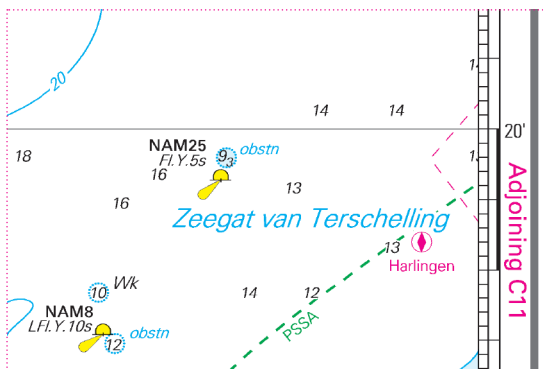 20
14 14
20'
NAM25
Fl.Y.5s
9₃ obstn
18
16
13
16
Zeegat van Terschelling
13
Harlingen
Adjoining C11
10 Wk
14 12
NAM8
LFl.Y.10s
12 obstn
PSSA